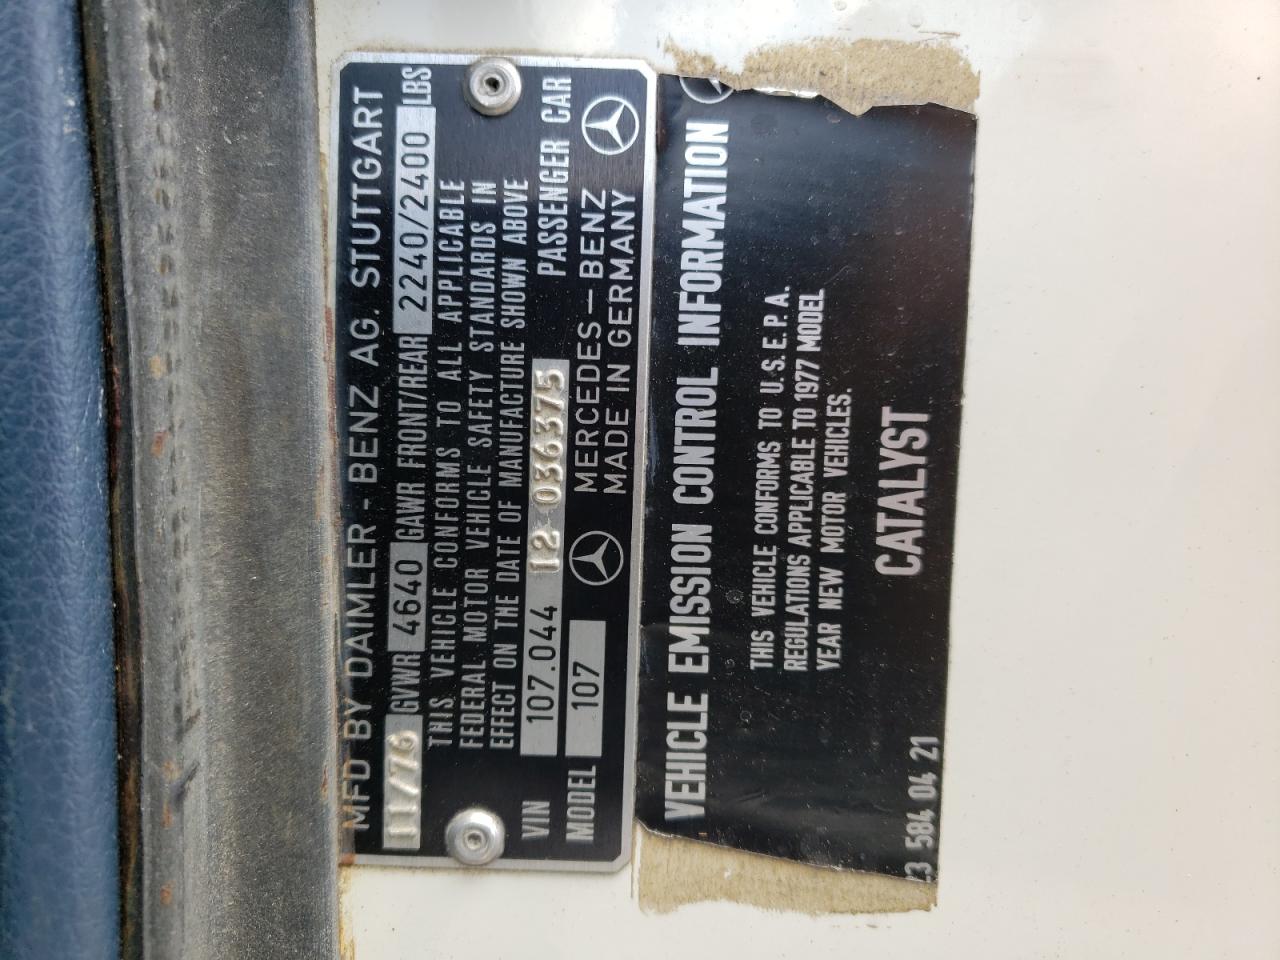 MFD BY DAIMLER - BENZ AG. STUTTGART
11/76 GVWR 4640 GAWR FRONT/REAR 2240/2400 LBS
THIS VEHICLE CONFORMS TO ALL APPLICABLE
FEDERAL MOTOR VEHICLE SAFETY STANDARDS IN
EFFECT ON THE DATE OF MANUFACTURE SHOWN ABOVE
VIN 107.044 12 036375 PASSENGER CAR
MODEL 107 MERCEDES-BENZ
MADE IN GERMANY
VEHICLE EMISSION CONTROL INFORMATION
THIS VEHICLE CONFORMS TO U.S.E.P.A.
REGULATIONS APPLICABLE TO 1977 MODEL
YEAR NEW MOTOR VEHICLES.
CATALYST
23 584 04 21